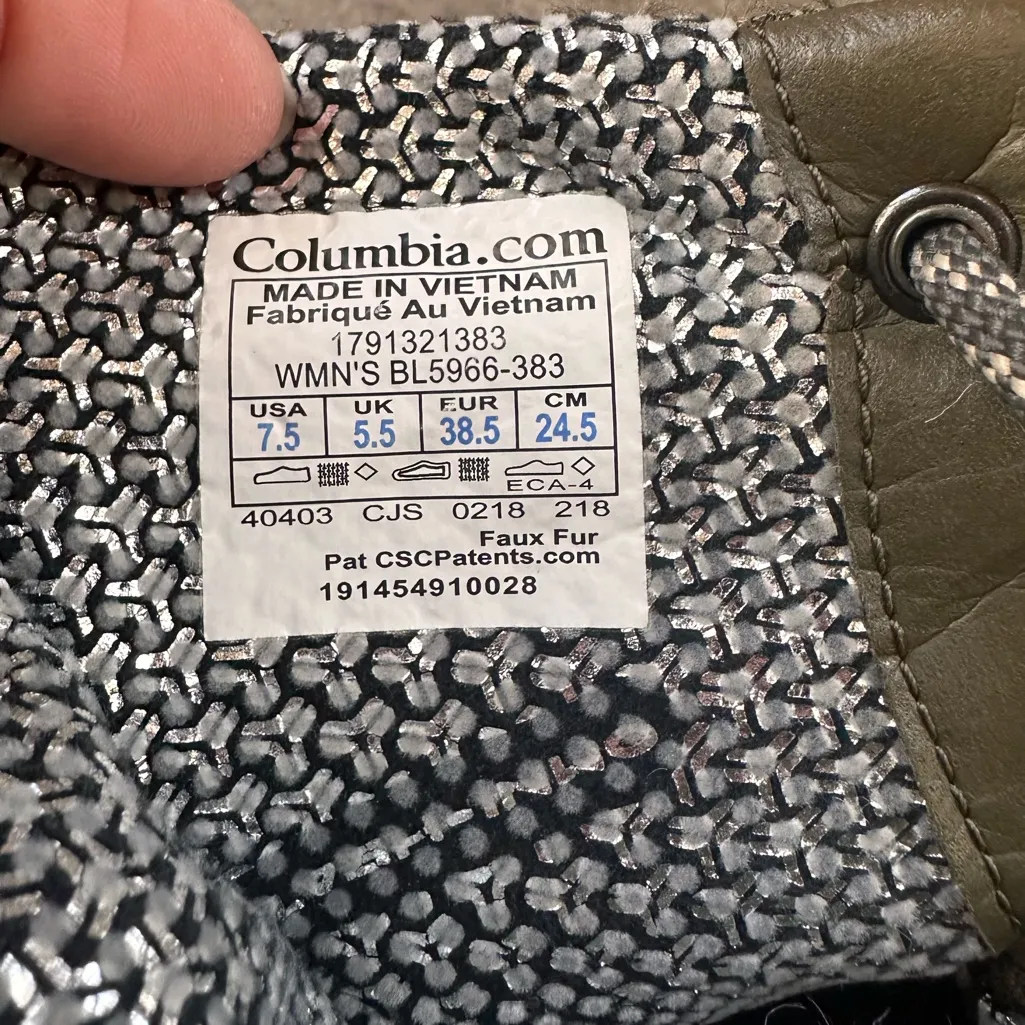 Columbia.com
MADE IN VIETNAM
Fabriqué Au Vietnam
1791321383
WMN'S BL5966-383
USA UK EUR CM
7.5 5.5 38.5 24.5
ECA-4
40403 CJS 0218 218
Faux Fur
Pat CSCPatents.com
191454910028